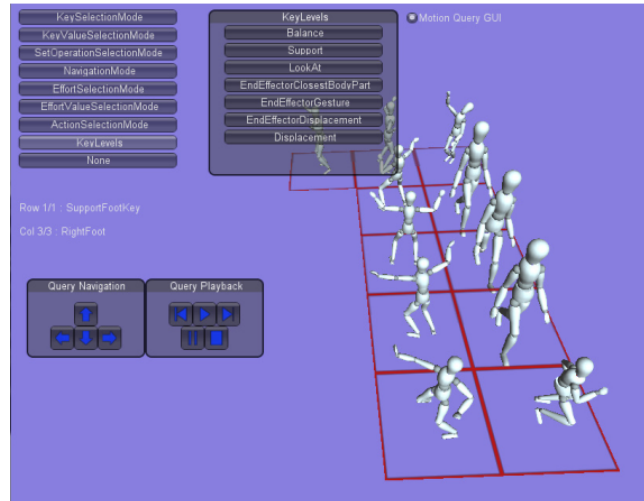 KeySelectionMode
KeyValueSelectionMode
SetOperationSelectionMode
NavigationMode
EffortSelectionMode
EffortValueSelectionMode
ActionSelectionMode
KeyLevels
None
KeyLevels
Balance
Support
LookAt
EndEffectorClosestBodyPart
EndEffectorGesture
EndEffectorDisplacement
Displacement
Motion Query GUI
Row 1/1 : SupportFootKey
Col 3/3 : RightFoot
Query Navigation
Query Playback